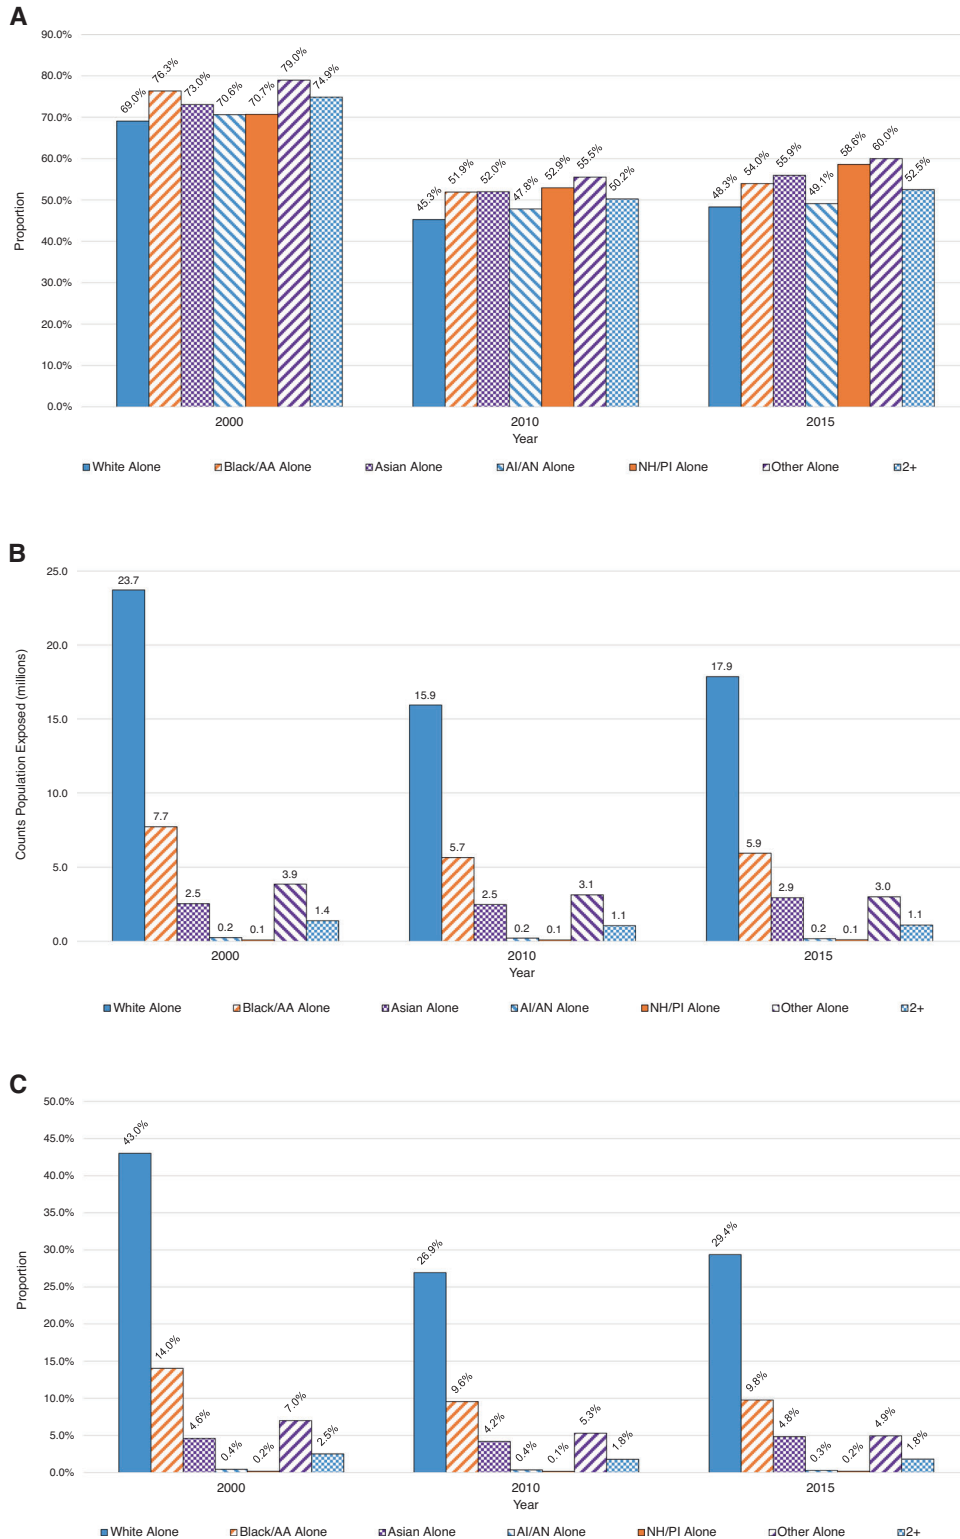 A
90.0%
80.0%
70.0%
60.0%
50.0%
40.0%
30.0%
20.0%
10.0%
0.0%
Proportion
69.0% 76.3% 73.0% 70.6% 70.7% 79.0% 74.9%
45.3% 51.9% 52.0% 47.8% 52.9% 55.5% 50.2%
48.3% 54.0% 55.9% 49.1% 58.6% 60.0% 52.5%
2000 2010 2015
Year
White Alone Black/AA Alone Asian Alone AI/AN Alone NH/PI Alone Other Alone 2+
B
25.0
20.0
15.0
10.0
5.0
0.0
Counts Population Exposed (millions)
23.7 7.7 2.5 0.2 0.1 3.9 1.4
15.9 5.7 2.5 0.2 0.1 3.1 1.1
17.9 5.9 2.9 0.2 0.1 3.0 1.1
2000 2010 2015
Year
White Alone Black/AA Alone Asian Alone AI/AN Alone NH/PI Alone Other Alone 2+
C
50.0%
45.0%
40.0%
35.0%
30.0%
25.0%
20.0%
15.0%
10.0%
5.0%
0.0%
Proportion
43.0% 14.0% 4.6% 0.4% 0.2% 7.0% 2.5%
26.9% 9.6% 4.2% 0.4% 0.1% 5.3% 1.8%
29.4% 9.8% 4.8% 0.3% 0.2% 4.9% 1.8%
2000 2010 2015
Year
White Alone Black/AA Alone Asian Alone AI/AN Alone NH/PI Alone Other Alone 2+